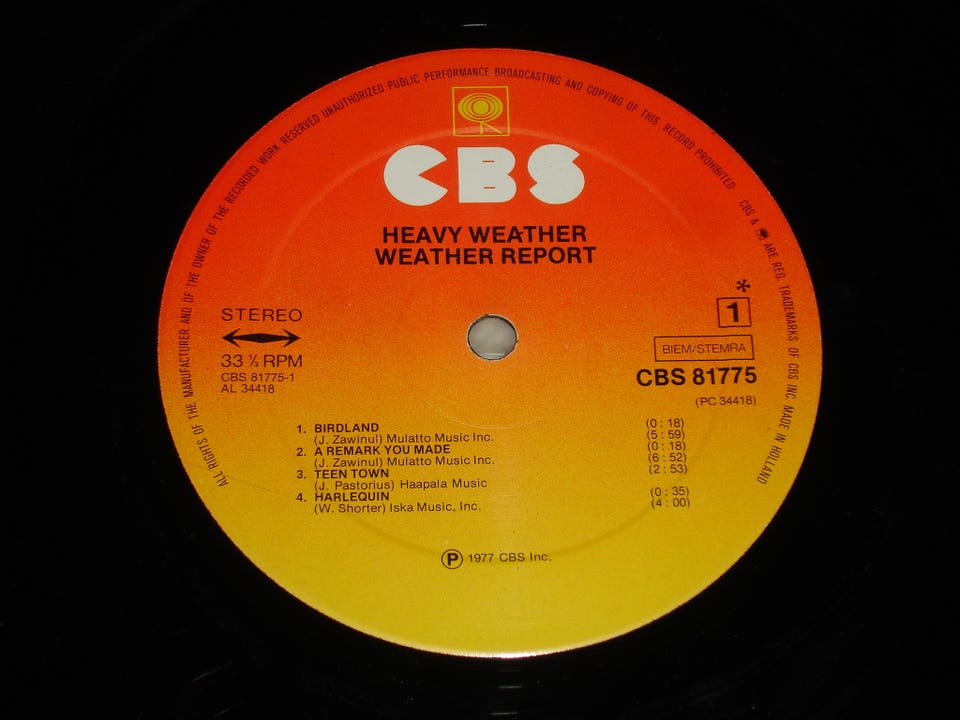 ALL RIGHTS OF THE MANUFACTURER AND OF THE OWNER OF THE RECORDED WORK RESERVED UNAUTHORIZED PUBLIC PERFORMANCE BROADCASTING AND COPYING OF THIS RECORD PROHIBITED
CBS & ARE REG. TRADEMARKS OF CBS INC. MADE IN HOLLAND
CBS
HEAVY WEATHER
WEATHER REPORT
*
STEREO
1
33 ⅓ RPM
BIEM/STEMRA
CBS 81775-1
CBS 81775
AL 34418
(PC 34418)
1. BIRDLAND (0:18)
(J. Zawinul) Mulatto Music Inc. (5:59)
2. A REMARK YOU MADE (0:18)
(J. Zawinul) Mulatto Music Inc. (6:52)
3. TEEN TOWN (2:53)
(J. Pastorius) Haapala Music
4. HARLEQUIN (0:35)
(W. Shorter) Iska Music, Inc. (4:00)
Ⓟ 1977 CBS Inc.